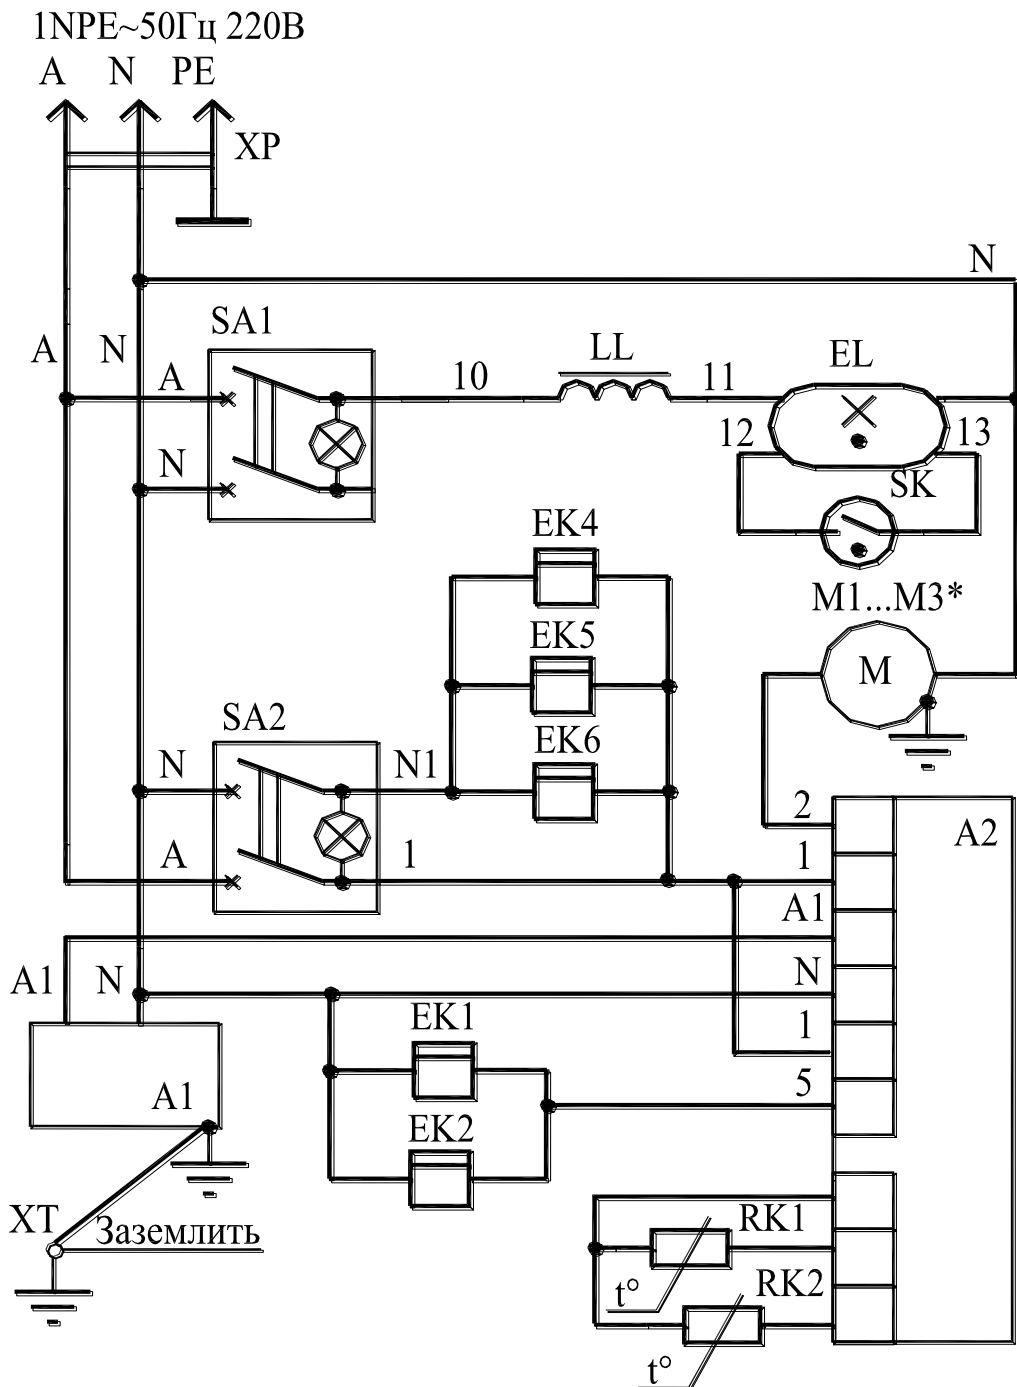 1NPE~50Гц 220В
A N PE
XP
N
SA1
A N A 10 LL 11 EL
12 13
N
SK
EK4
M1...M3*
EK5
M
SA2
EK6
N N1
2
A2
A 1 1
A1
A1 N N
EK1 1
A1 5
EK2
XT Заземлить
RK1
t°
RK2
t°